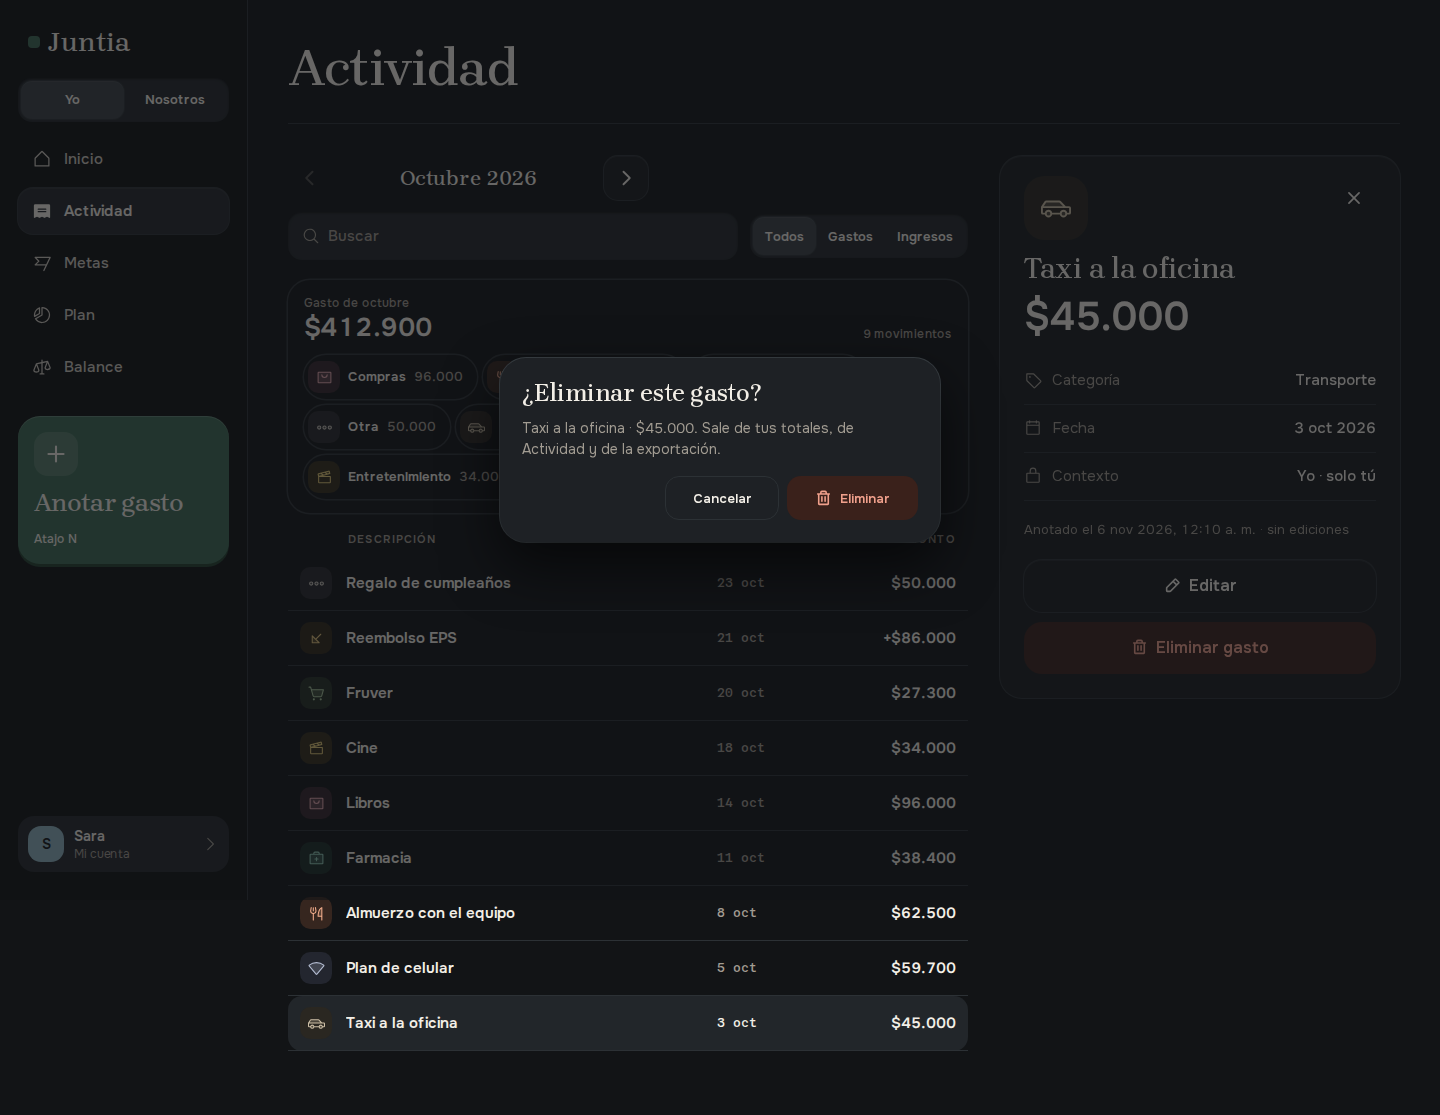 Juntia
Yo
Nosotros
Inicio
Actividad
Metas
Plan
Balance
Anotar gasto
Atajo N
S
Sara
Mi cuenta
Actividad
Octubre 2026
Buscar
Todos
Gastos
Ingresos
Gasto de octubre
$412.900
9 movimientos
Compras 96.000
Otra 50.000
Entretenimiento 34.00
¿Eliminar este gasto?
Taxi a la oficina · $45.000. Sale de tus totales, de
Actividad y de la exportación.
Cancelar
Eliminar
DESCRIPCIÓN
NTO
Regalo de cumpleaños 23 oct $50.000
Reembolso EPS 21 oct +$86.000
Fruver 20 oct $27.300
Cine 18 oct $34.000
Libros 14 oct $96.000
Farmacia 11 oct $38.400
Almuerzo con el equipo 8 oct $62.500
Plan de celular 5 oct $59.700
Taxi a la oficina 3 oct $45.000
Taxi a la oficina
$45.000
Categoría Transporte
Fecha 3 oct 2026
Contexto Yo · solo tú
Anotado el 6 nov 2026, 12:10 a. m. · sin ediciones
Editar
Eliminar gasto